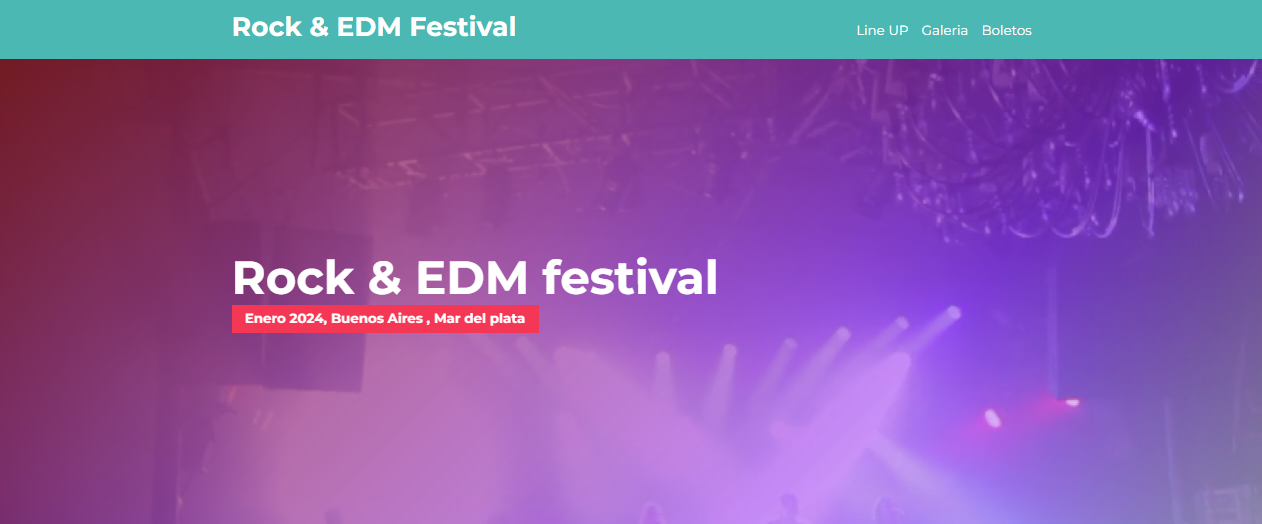 Rock & EDM Festival
Line UP Galeria Boletos
Rock & EDM festival
Enero 2024, Buenos Aires , Mar del plata